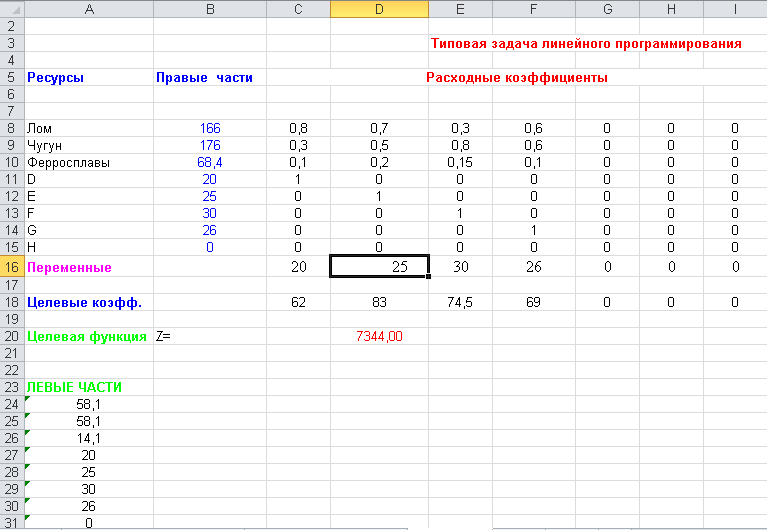 A B C D E F G H I
2
3 Типовая задача линейного программирования
4
5 Ресурсы Правые части Расходные коэффициенты
6
7
8 Лом 166 0,8 0,7 0,3 0,6 0 0 0
9 Чугун 176 0,3 0,5 0,8 0,6 0 0 0
10 Ферросплавы 68,4 0,1 0,2 0,15 0,1 0 0 0
11 D 20 1 0 0 0 0 0 0
12 E 25 0 1 0 0 0 0 0
13 F 30 0 0 1 0 0 0 0
14 G 26 0 0 0 1 0 0 0
15 H 0 0 0 0 0 0 0 0
16 Переменные 20 25 30 26 0 0 0
17
18 Целевые коэфф. 62 83 74,5 69 0 0 0
19
20 Целевая функция Z= 7344,00
21
22
23 ЛЕВЫЕ ЧАСТИ
24 58,1
25 58,1
26 14,1
27 20
28 25
29 30
30 26
31 0